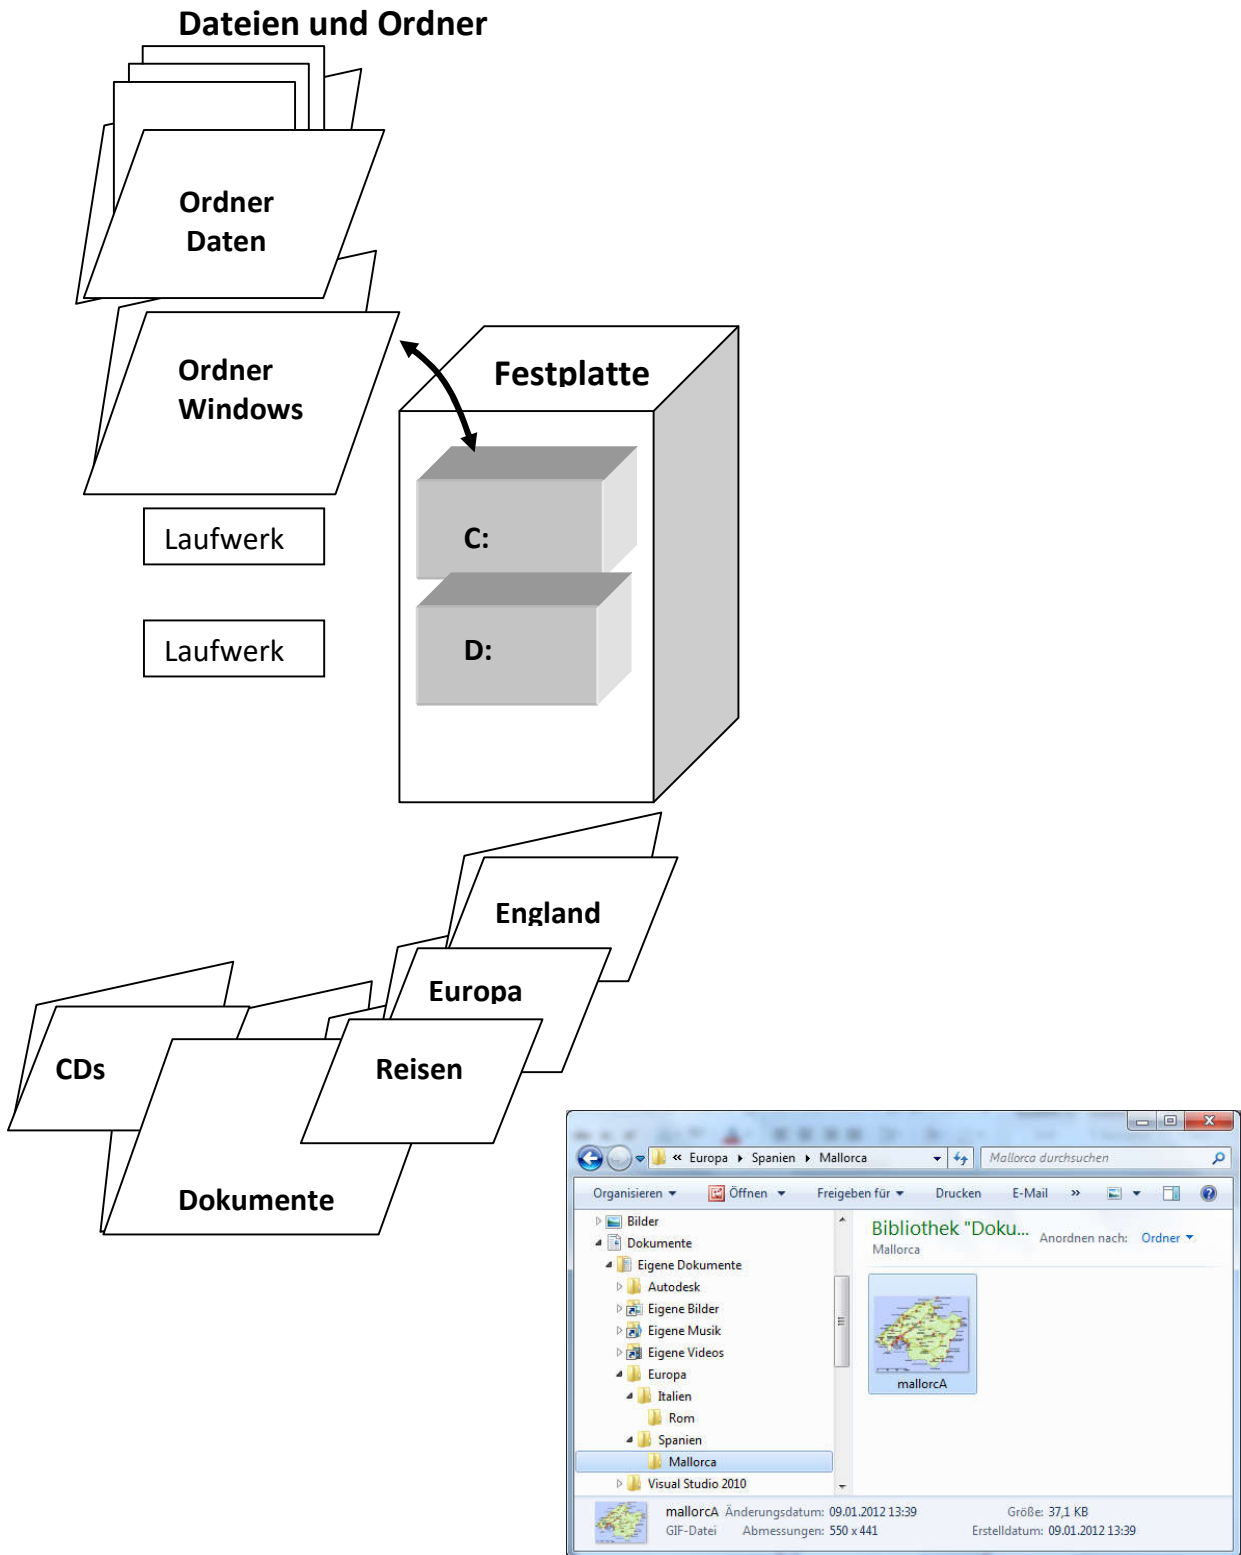 Dateien und Ordner
Ordner
Daten
Ordner
Windows
Festplatte
Laufwerk
C:
Laufwerk
D:
England
Europa
CDs
Reisen
Dokumente
« Europa Spanien Mallorca
Mallorca durchsuchen
Organisieren Öffnen Freigeben für Drucken E-Mail »
Bilder
Dokumente
Eigene Dokumente
Autodesk
Eigene Bilder
Eigene Musik
Eigene Videos
Europa
Italien
Rom
Spanien
Mallorca
Visual Studio 2010
Bibliothek "Doku...
Mallorca
Anordnen nach: Ordner
mallorcA
mallorcA Änderungsdatum: 09.01.2012 13:39 Größe: 37,1 KB
GIF-Datei Abmessungen: 550 x 441 Erstelldatum: 09.01.2012 13:39